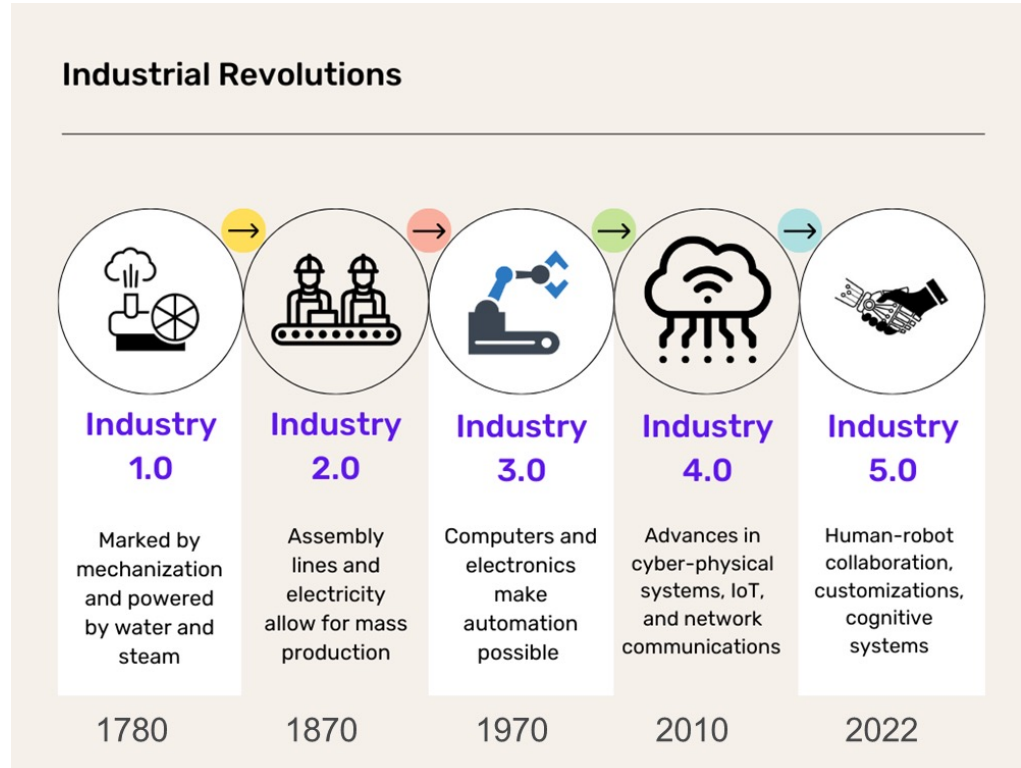 Industrial Revolutions
Industry
1.0
Marked by
mechanization
and powered
by water and
steam
1780
Industry
2.0
Assembly
lines and
electricity
allow for mass
production
1870
Industry
3.0
Computers and
electronics
make
automation
possible
1970
Industry
4.0
Advances in
cyber-physical
systems, IoT,
and network
communications
2010
Industry
5.0
Human-robot
collaboration,
customizations,
cognitive
systems
2022